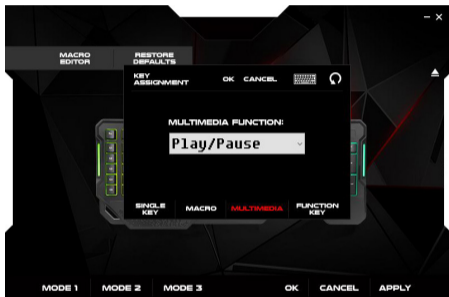 MACRO EDITOR
RESTORE DEFAULTS
KEY ASSIGNMENT
OK CANCEL
MULTIMEDIA FUNCTION:
Play/Pause
SINGLE KEY
MACRO
MULTIMEDIA
FUNCTION KEY
MODE 1 MODE 2 MODE 3 OK CANCEL APPLY